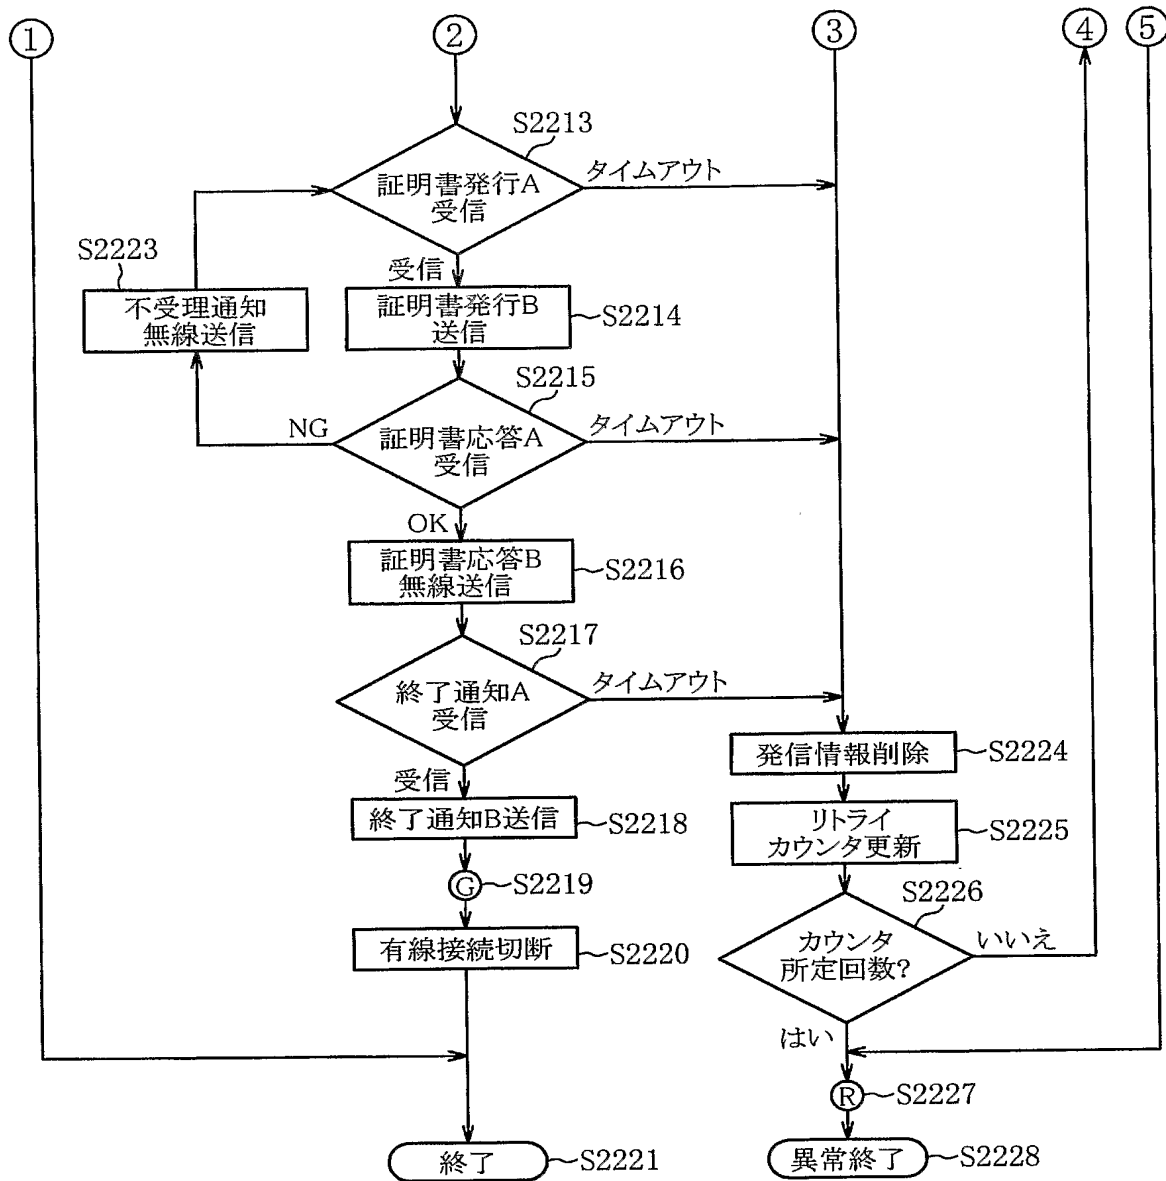 ①
②
③
④
⑤
S2213
証明書発行A
受信
タイムアウト
S2223
不受理通知
無線送信
受信
証明書発行B
送信
S2214
S2215
NG
証明書応答A
受信
タイムアウト
OK
証明書応答B
無線送信
S2216
S2217
終了通知A
受信
タイムアウト
発信情報削除
S2224
受信
終了通知B送信
S2218
リトライ
カウンタ更新
S2225
G
S2219
S2226
有線接続切断
S2220
カウンタ
所定回数?
いいえ
はい
R
S2227
終了
S2221
異常終了
S2228